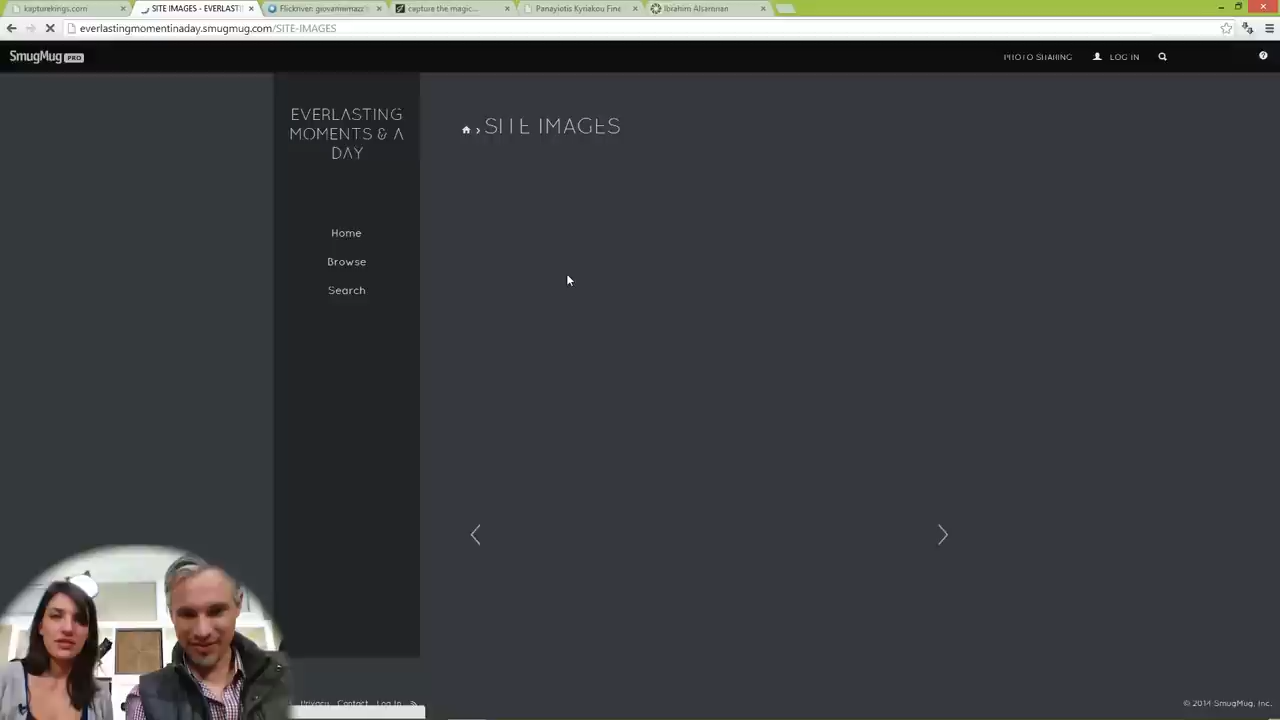 kapturekings.com
SITE IMAGES - EVERLASTI
Flickriver: giovannwmazz
capture the magic...
Panayiotis Kyriakou Fine
Ibrahim Alsarinan
everlastingmomentinaday.smugmug.com/SITE-IMAGES
SmugMug PRO
PHOTO SHARING LOG IN
EVERLASTING
MOMENTS & A
DAY
SITE IMAGES
Home
Browse
Search
Privacy Contact Log In
© 2014 SmugMug, Inc.